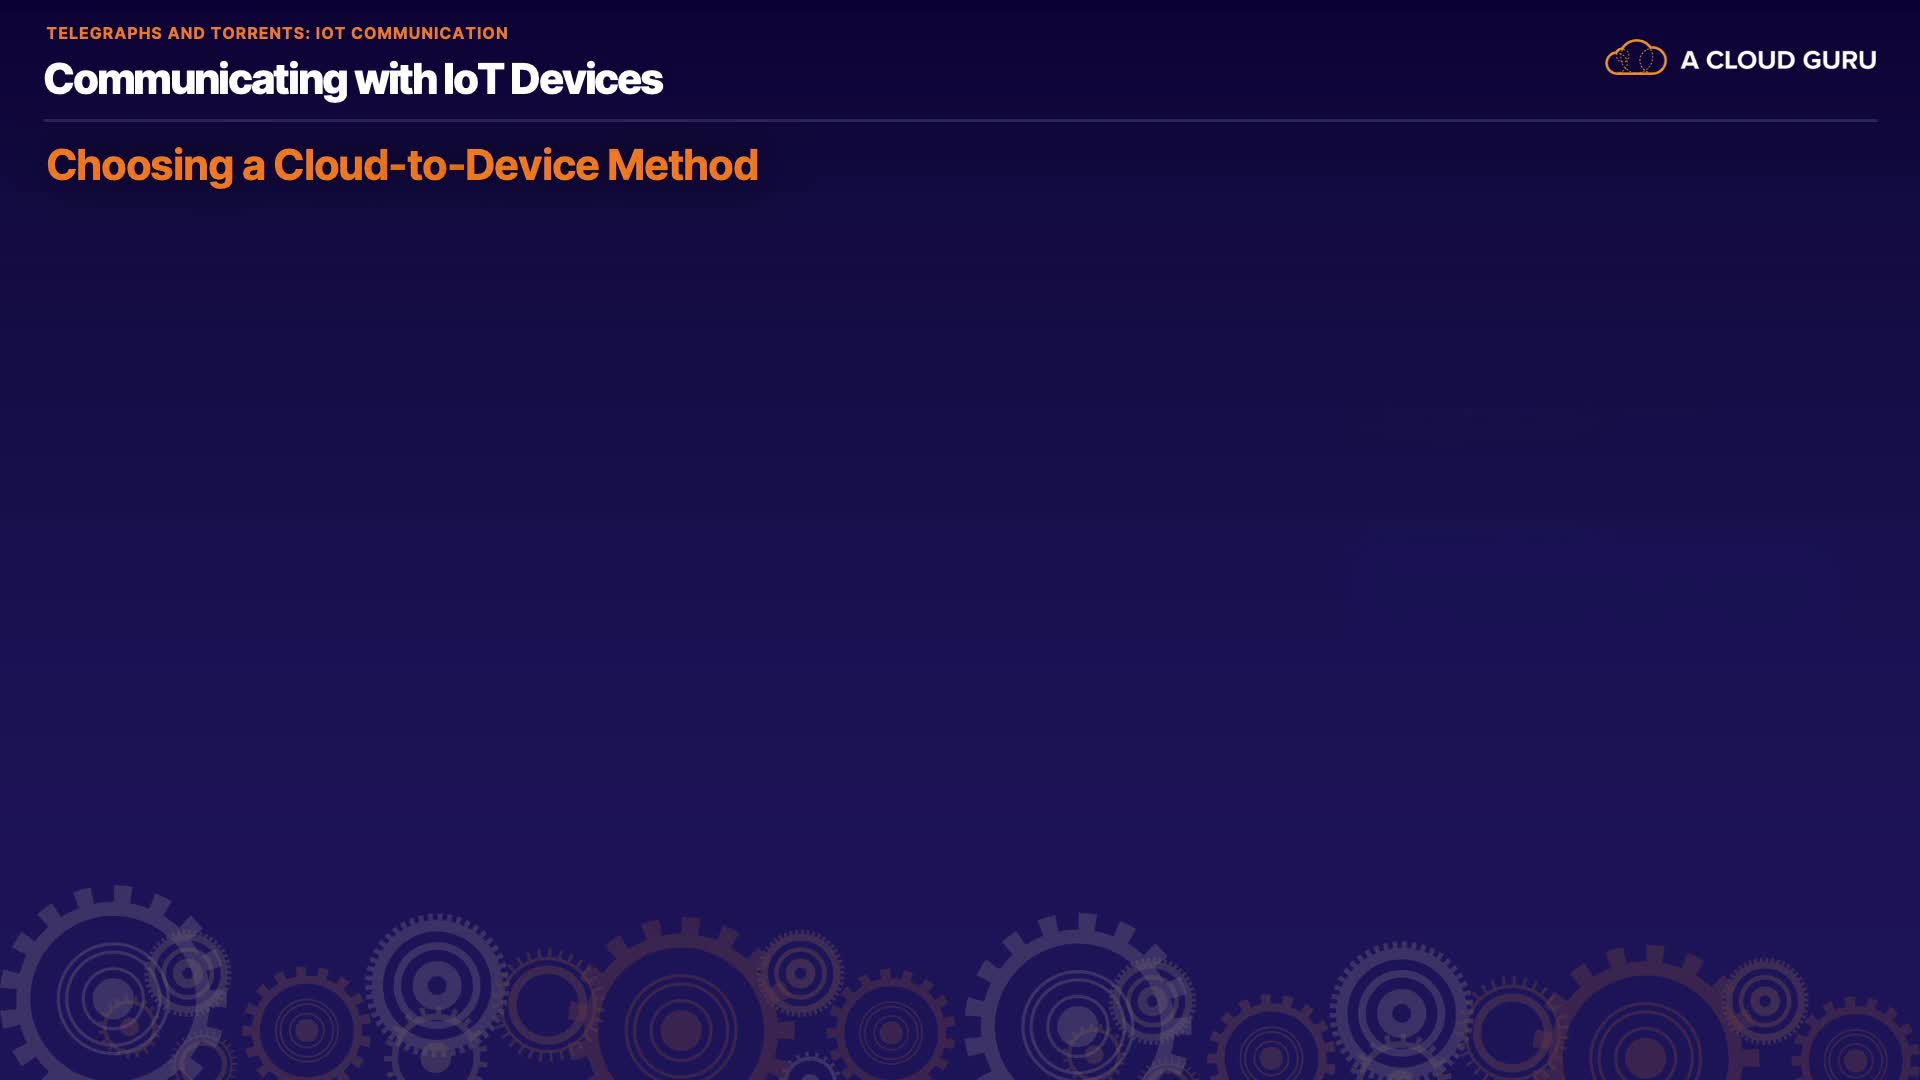 TELEGRAPHS AND TORRENTS: IOT COMMUNICATION
Communicating with IoT Devices
A CLOUD GURU
Choosing a Cloud-to-Device Method